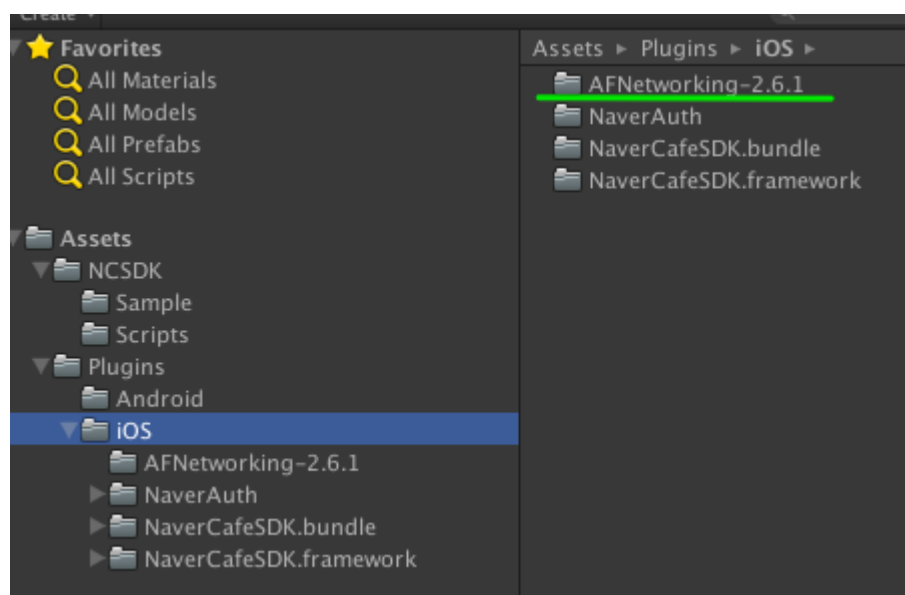 Create
Favorites
All Materials
All Models
All Prefabs
All Scripts
Assets
NCSDK
Sample
Scripts
Plugins
Android
iOS
AFNetworking-2.6.1
NaverAuth
NaverCafeSDK.bundle
NaverCafeSDK.framework
Assets ▸ Plugins ▸ iOS ▸
AFNetworking-2.6.1
NaverAuth
NaverCafeSDK.bundle
NaverCafeSDK.framework